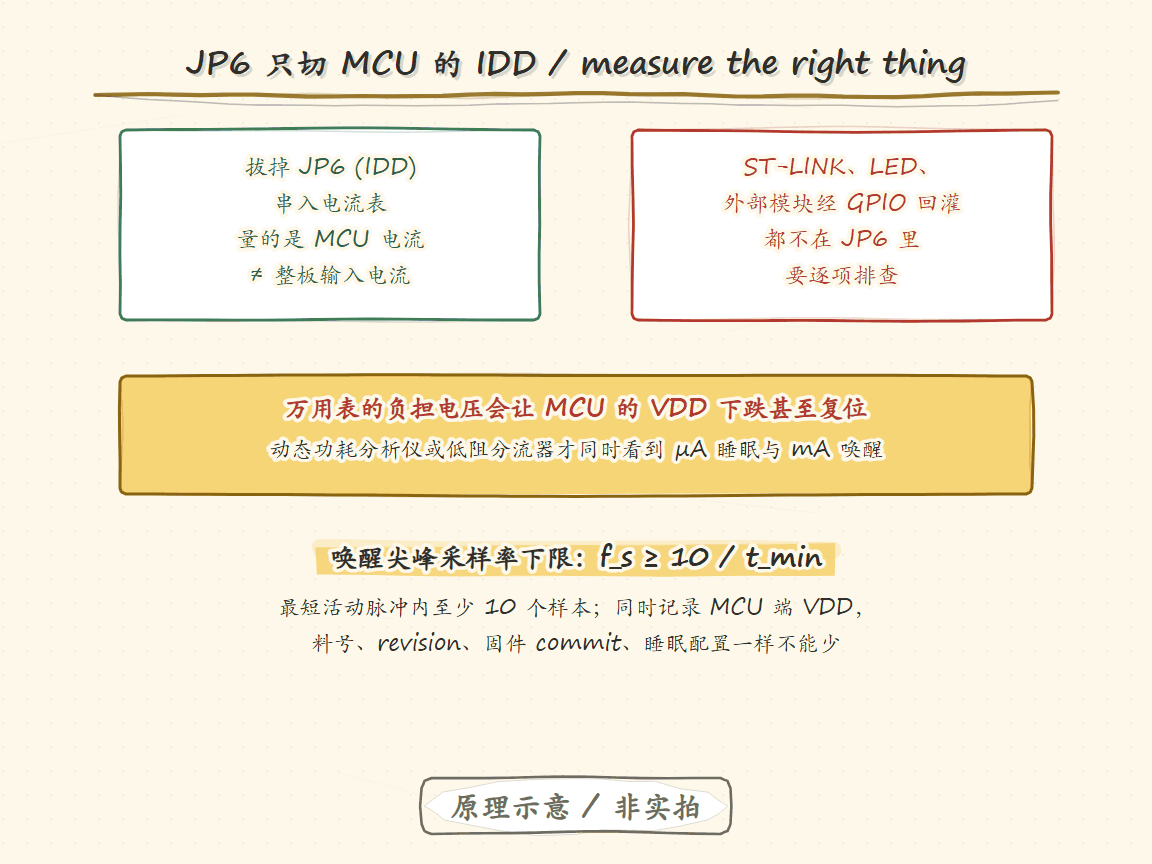 JP6 只切 MCU 的 IDD / measure the right thing
拔掉 JP6 (IDD)
串入电流表
量的是 MCU 电流
≠ 整板输入电流
ST-LINK、LED、
外部模块经 GPIO 回灌
都不在 JP6 里
要逐项排查
万用表的负担电压会让 MCU 的 VDD 下跌甚至复位
动态功耗分析仪或低阻分流器才同时看到 μA 睡眠与 mA 唤醒
唤醒尖峰采样率下限：f_s ≥ 10 / t_min
最短活动脉冲内至少 10 个样本；同时记录 MCU 端 VDD，
料号、revision、固件 commit、睡眠配置一样不能少
原理示意 / 非实拍